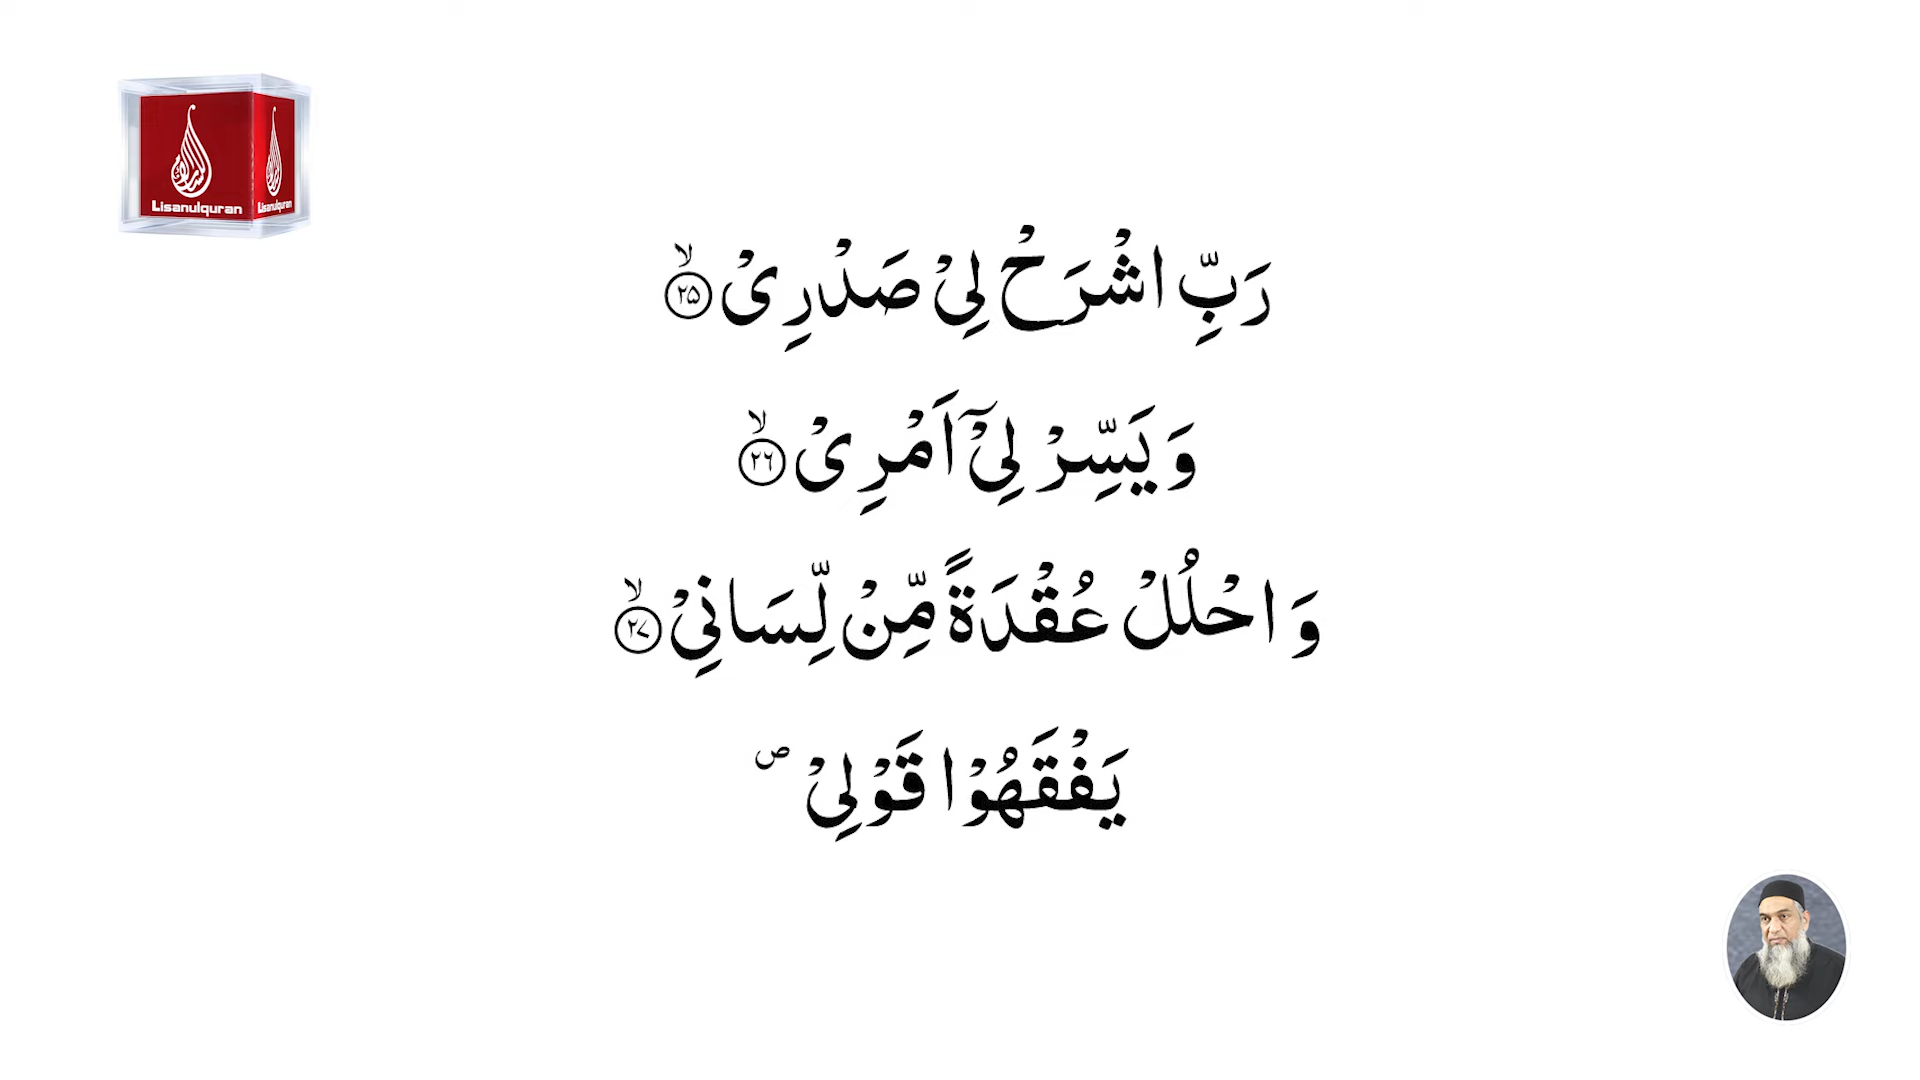 Lisanulquran
Lisanulquran
رَبِّ اشْرَحْ لِیْ صَدْرِیْ ۙ﴿۲۵﴾
وَ یَسِّرْ لِیْۤ اَمْرِیْ ۙ﴿۲۶﴾
وَ احْلُلْ عُقْدَةً مِّنْ لِّسَانِیْ ۙ﴿۲۷﴾
یَفْقَهُوْا قَوْلِیْ ۪